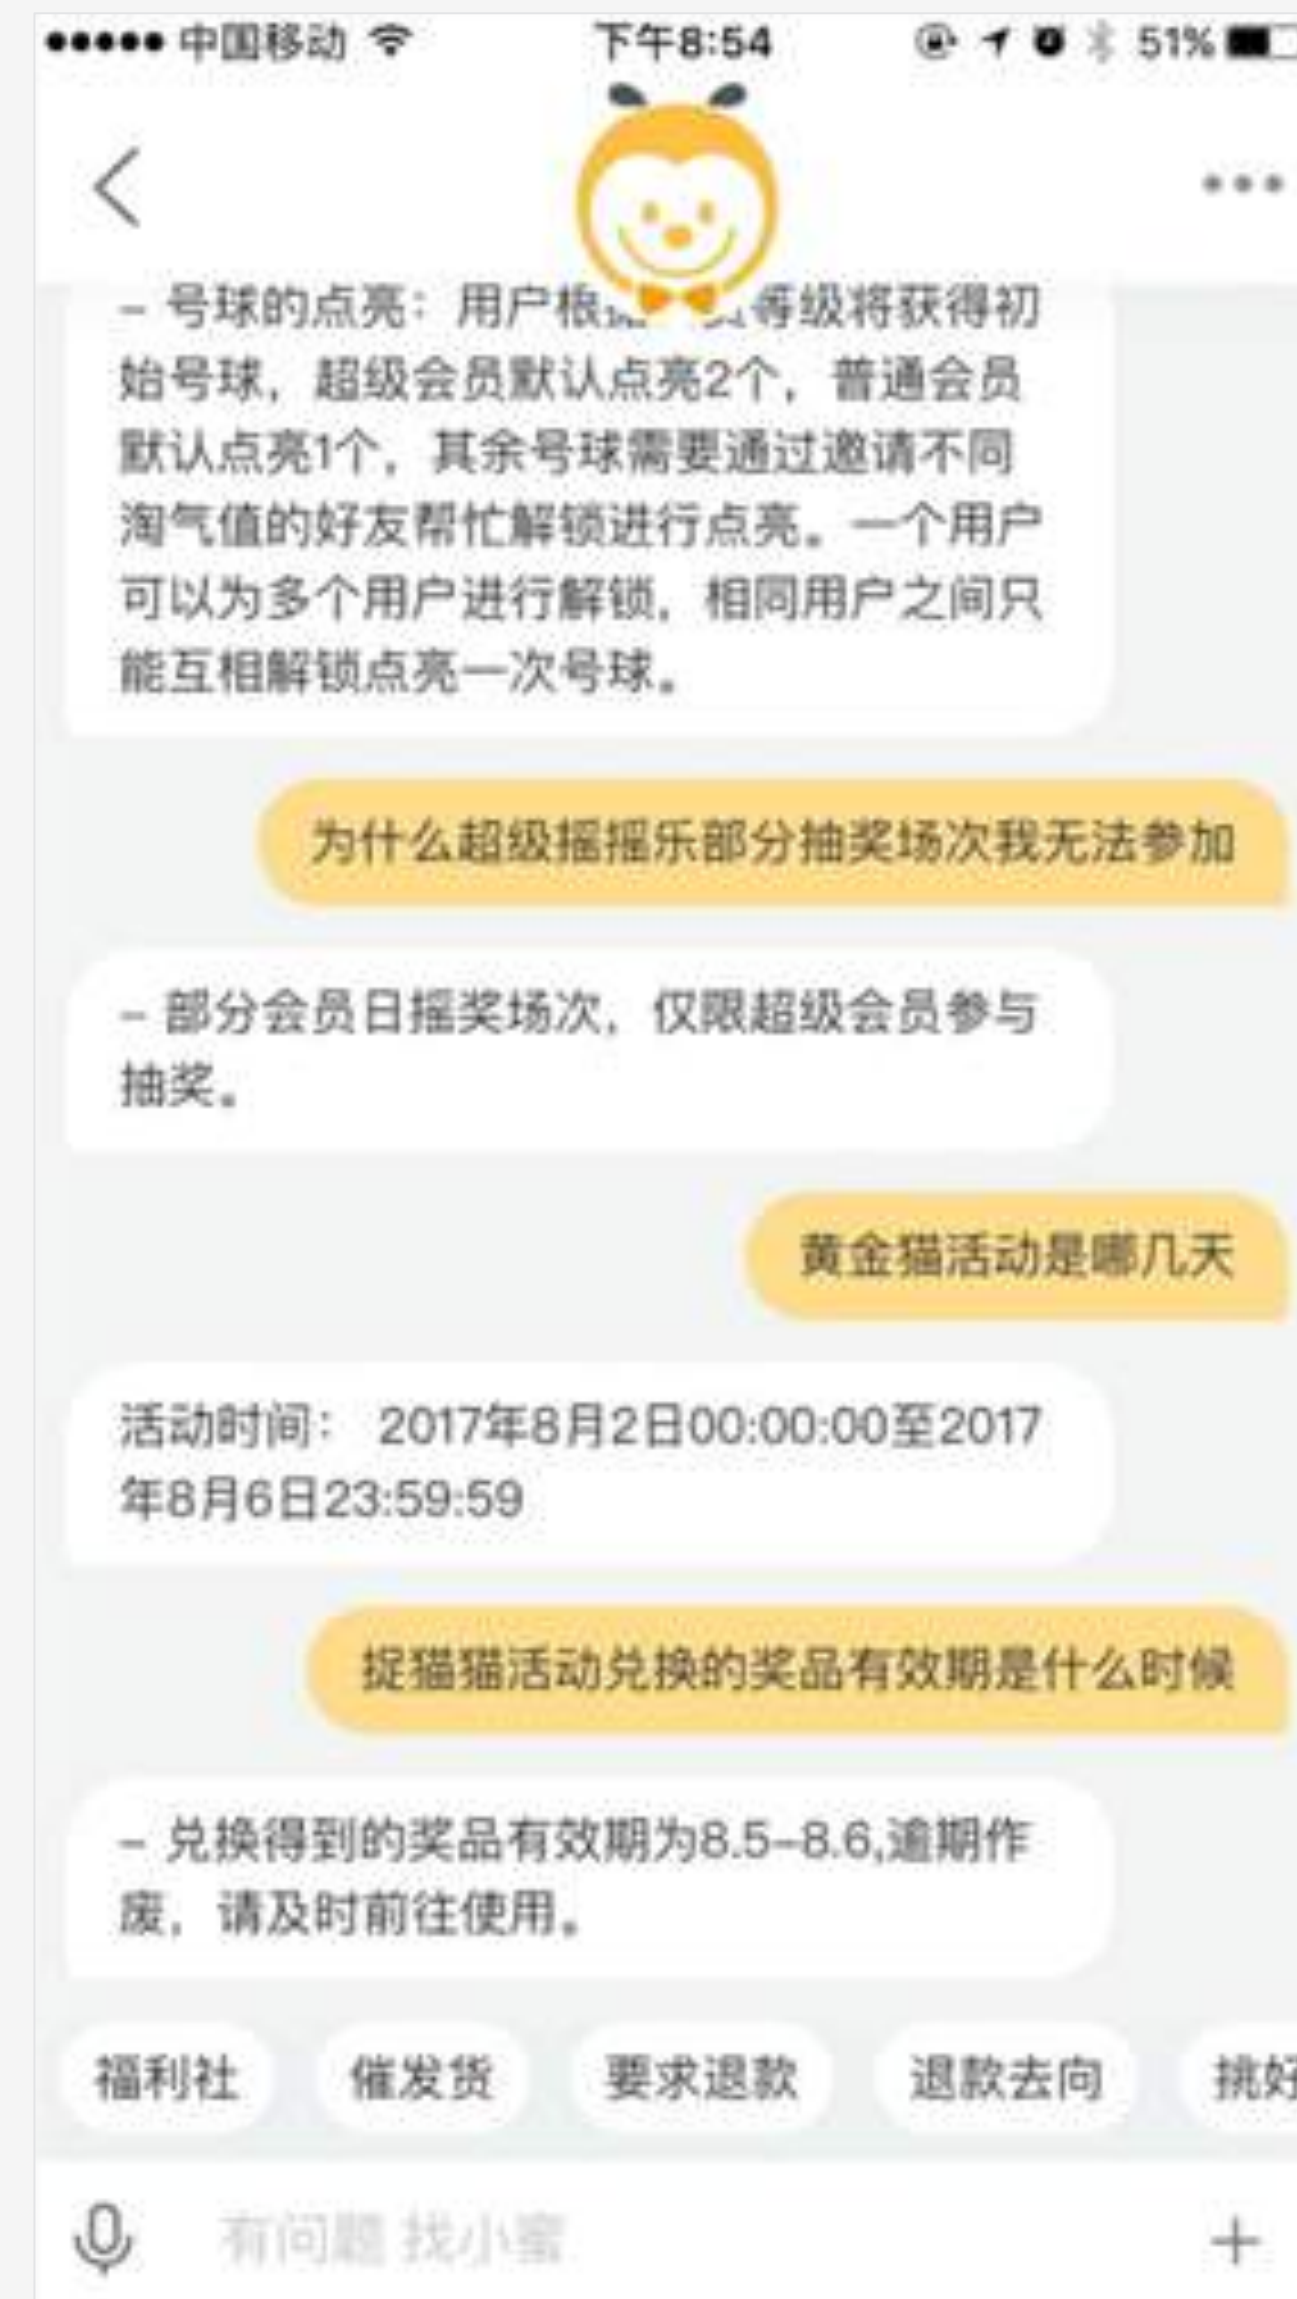 中国移动 下午8:54 51%
- 号球的点亮：用户根 等级将获得初
始号球，超级会员默认点亮2个，普通会员
默认点亮1个，其余号球需要通过邀请不同
淘气值的好友帮忙解锁进行点亮。一个用户
可以为多个用户进行解锁，相同用户之间只
能互相解锁点亮一次号球。
为什么超级摇摇乐部分抽奖场次我无法参加
- 部分会员日摇奖场次，仅限超级会员参与
抽奖。
黄金猫活动是哪几天
活动时间： 2017年8月2日00:00:00至2017
年8月6日23:59:59
捉猫猫活动兑换的奖品有效期是什么时候
- 兑换得到的奖品有效期为8.5-8.6,逾期作
废，请及时前往使用。
福利社 催发货 要求退款 退款去向 挑好
有问题 找小蜜